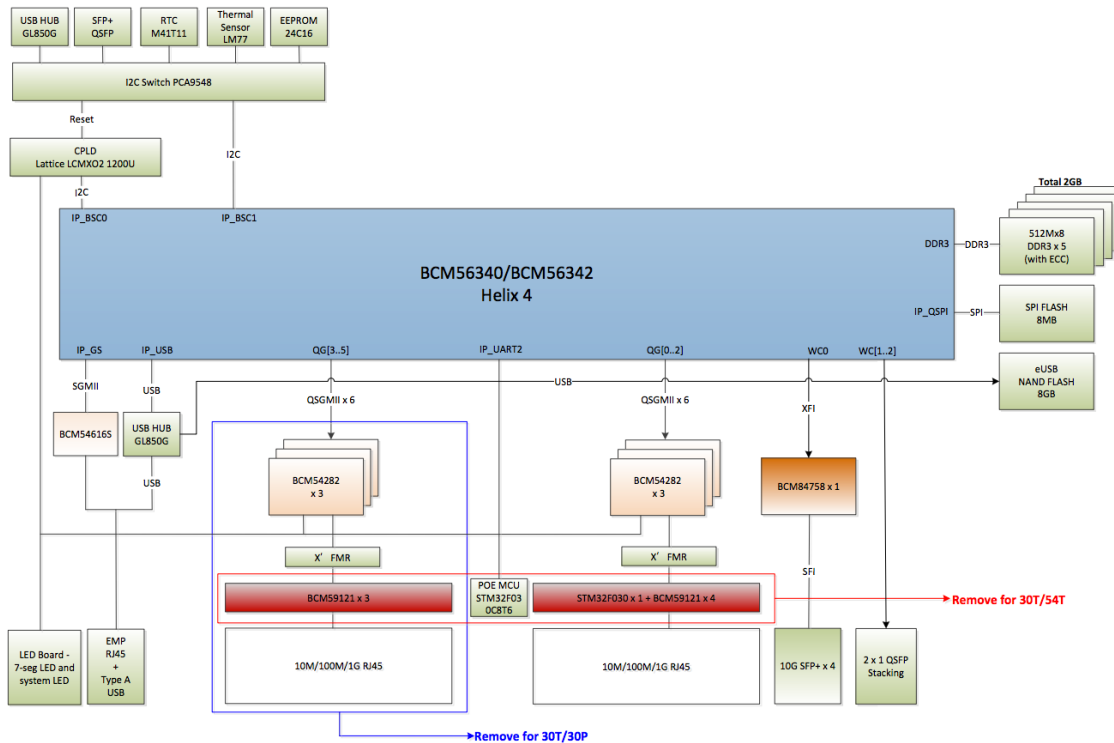 USB HUB
GL850G
SFP+
QSFP
RTC
M41T11
Thermal
Sensor
LM77
EEPROM
24C16
I2C Switch PCA9548
Reset
CPLD
Lattice LCMXO2 1200U
I2C
I2C
IP_BSC0
IP_BSC1
Total 2GB
512Mx8
DDR3 x 5
(with ECC)
DDR3
DDR3
BCM56340/BCM56342
Helix 4
IP_QSPI
SPI
SPI FLASH
8MB
IP_GS
IP_USB
QG[3..5]
IP_UART2
QG[0..2]
WC0
WC[1..2]
SGMII
USB
USB
eUSB
NAND FLASH
8GB
QSGMII x 6
QSGMII x 6
XFI
BCM54616S
USB HUB
GL850G
USB
BCM54282
x 3
BCM54282
x 3
BCM84758 x 1
X' FMR
X' FMR
SFI
BCM59121 x 3
POE MCU
STM32F03
0C8T6
STM32F030 x 1 + BCM59121 x 4
Remove for 30T/54T
LED Board -
7-seg LED and
system LED
EMP
RJ45
+
Type A
USB
10M/100M/1G RJ45
10M/100M/1G RJ45
10G SFP+ x 4
2 x 1 QSFP
Stacking
Remove for 30T/30P